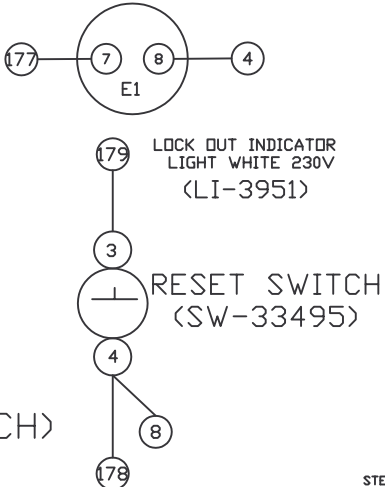 177 7 8 4
E1
179
LOCK OUT INDICATOR
LIGHT WHITE 230V
(LI-3951)
3
RESET SWITCH
(SW-33495)
4
CH)
8
178
STE